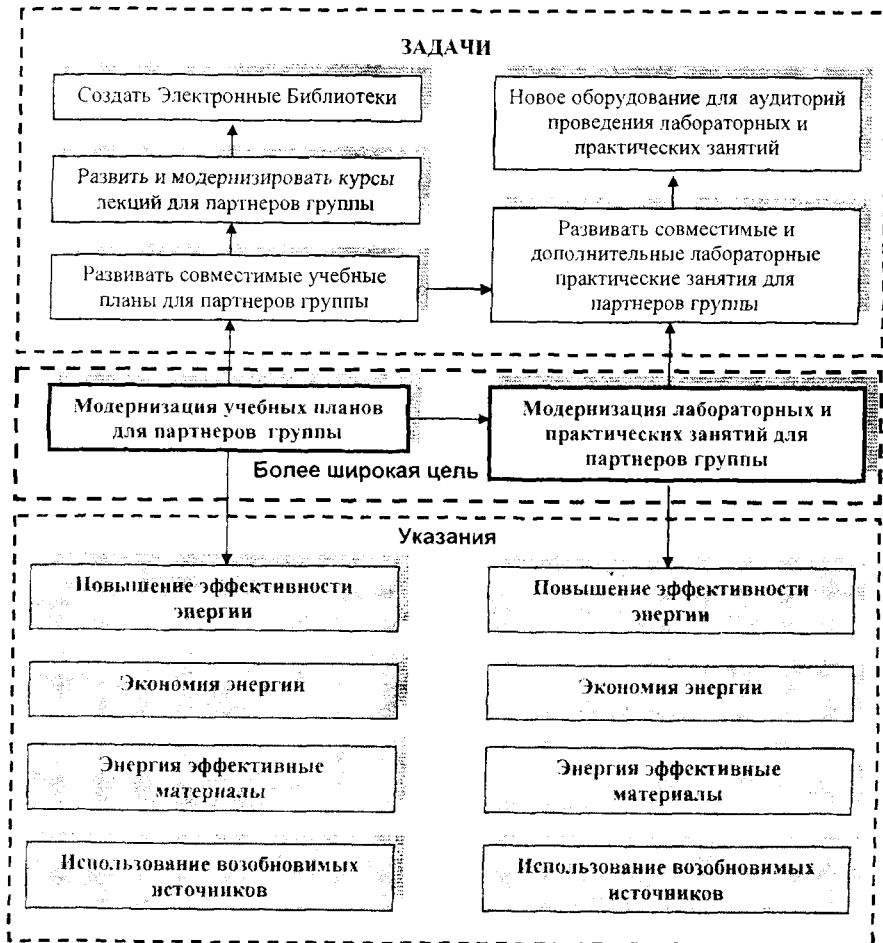 ЗАДАЧИ
Создать Электронные Библиотеки
Развить и модернизировать курсы
лекций для партнеров группы
Развивать совместимые учебные
планы для партнеров группы
Новое оборудование для аудиторий
проведения лабораторных и
практических занятий
Развивать совместимые и
дополнительные лабораторные
практические занятия для
партнеров группы
Модернизация учебных планов
для партнеров группы
Модернизация лабораторных и
практических занятий для
партнеров группы
Более широкая цель
Указания
Повышение эффективности
энергии
Экономия энергии
Энергия эффективные
материалы
Использование возобновимых
источников
Повышение эффективности
энергии
Экономия энергии
Энергия эффективные
материалы
Использование возобновимых
источников